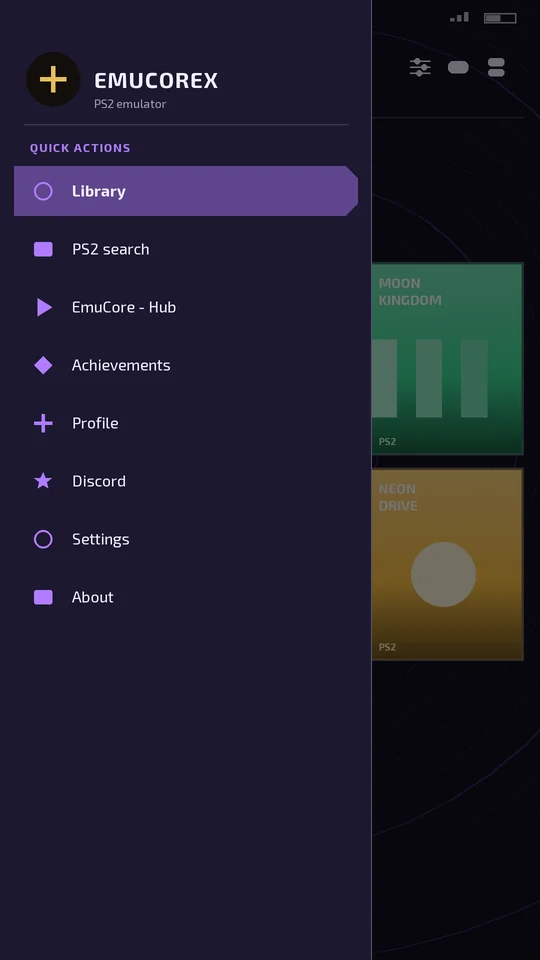 EMUCOREX
PS2 emulator
QUICK ACTIONS
Library
PS2 search
EmuCore - Hub
Achievements
Profile
Discord
Settings
About
MOON
KINGDOM
PS2
NEON
DRIVE
PS2